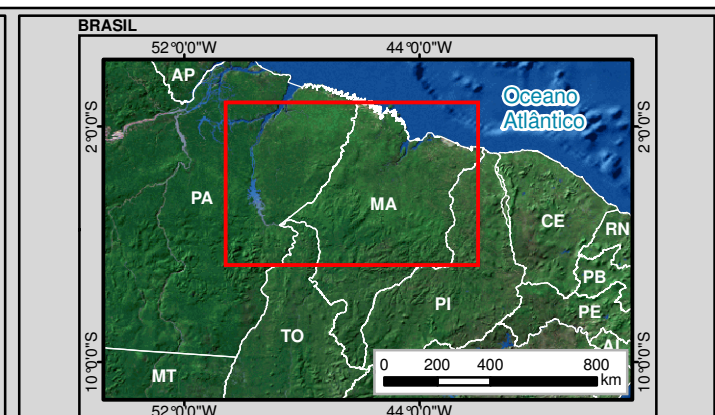 BRASIL
52°0'0"W
44°0'0"W
AP
Oceano
Atlântico
2°0'0"S
2°0'0"S
PA
MA
CE
RN
PB
PI
PE
TO
AL
MT
10°0'0"S
10°0'0"S
0 200 400 800
km
52°0'0"W
44°0'0"W